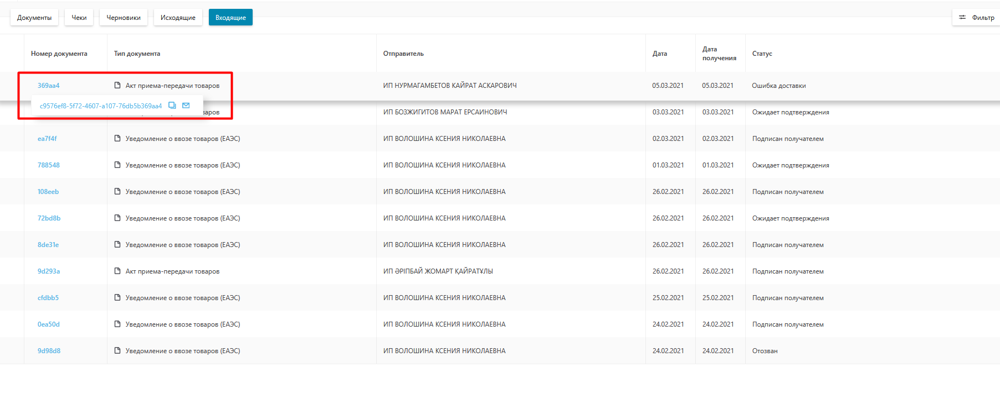 Документы Чеки Черновики Исходящие Входящие Фильтр
Номер документа Тип документа Отправитель Дата Дата получения Статус
369aa4 Акт приема-передачи товаров ИП НУРМАГАМБЕТОВ КАЙРАТ АСКАРОВИЧ 05.03.2021 05.03.2021 Ошибка доставки
c9576ef8-5f72-4607-a107-76db5b369aa4
ИП БОЗЖИГИТОВ МАРАТ ЕРСАИНОВИЧ 03.03.2021 03.03.2021 Ожидает подтверждения
ea7f4f Уведомление о ввозе товаров (ЕАЭС) ИП ВОЛОШИНА КСЕНИЯ НИКОЛАЕВНА 02.03.2021 02.03.2021 Подписан получателем
788548 Уведомление о ввозе товаров (ЕАЭС) ИП ВОЛОШИНА КСЕНИЯ НИКОЛАЕВНА 01.03.2021 01.03.2021 Ожидает подтверждения
108eeb Уведомление о ввозе товаров (ЕАЭС) ИП ВОЛОШИНА КСЕНИЯ НИКОЛАЕВНА 26.02.2021 26.02.2021 Подписан получателем
72bd8b Уведомление о ввозе товаров (ЕАЭС) ИП ВОЛОШИНА КСЕНИЯ НИКОЛАЕВНА 26.02.2021 26.02.2021 Ожидает подтверждения
8de31e Уведомление о ввозе товаров (ЕАЭС) ИП ВОЛОШИНА КСЕНИЯ НИКОЛАЕВНА 26.02.2021 26.02.2021 Подписан получателем
9d293a Акт приема-передачи товаров ИП ӘРІПБАЙ ЖОМАРТ ҚАЙРАТҰЛЫ 26.02.2021 26.02.2021 Подписан получателем
cfdbb5 Уведомление о ввозе товаров (ЕАЭС) ИП ВОЛОШИНА КСЕНИЯ НИКОЛАЕВНА 25.02.2021 25.02.2021 Подписан получателем
0ea50d Уведомление о ввозе товаров (ЕАЭС) ИП ВОЛОШИНА КСЕНИЯ НИКОЛАЕВНА 24.02.2021 24.02.2021 Подписан получателем
9d98d8 Уведомление о ввозе товаров (ЕАЭС) ИП ВОЛОШИНА КСЕНИЯ НИКОЛАЕВНА 24.02.2021 24.02.2021 Отозван